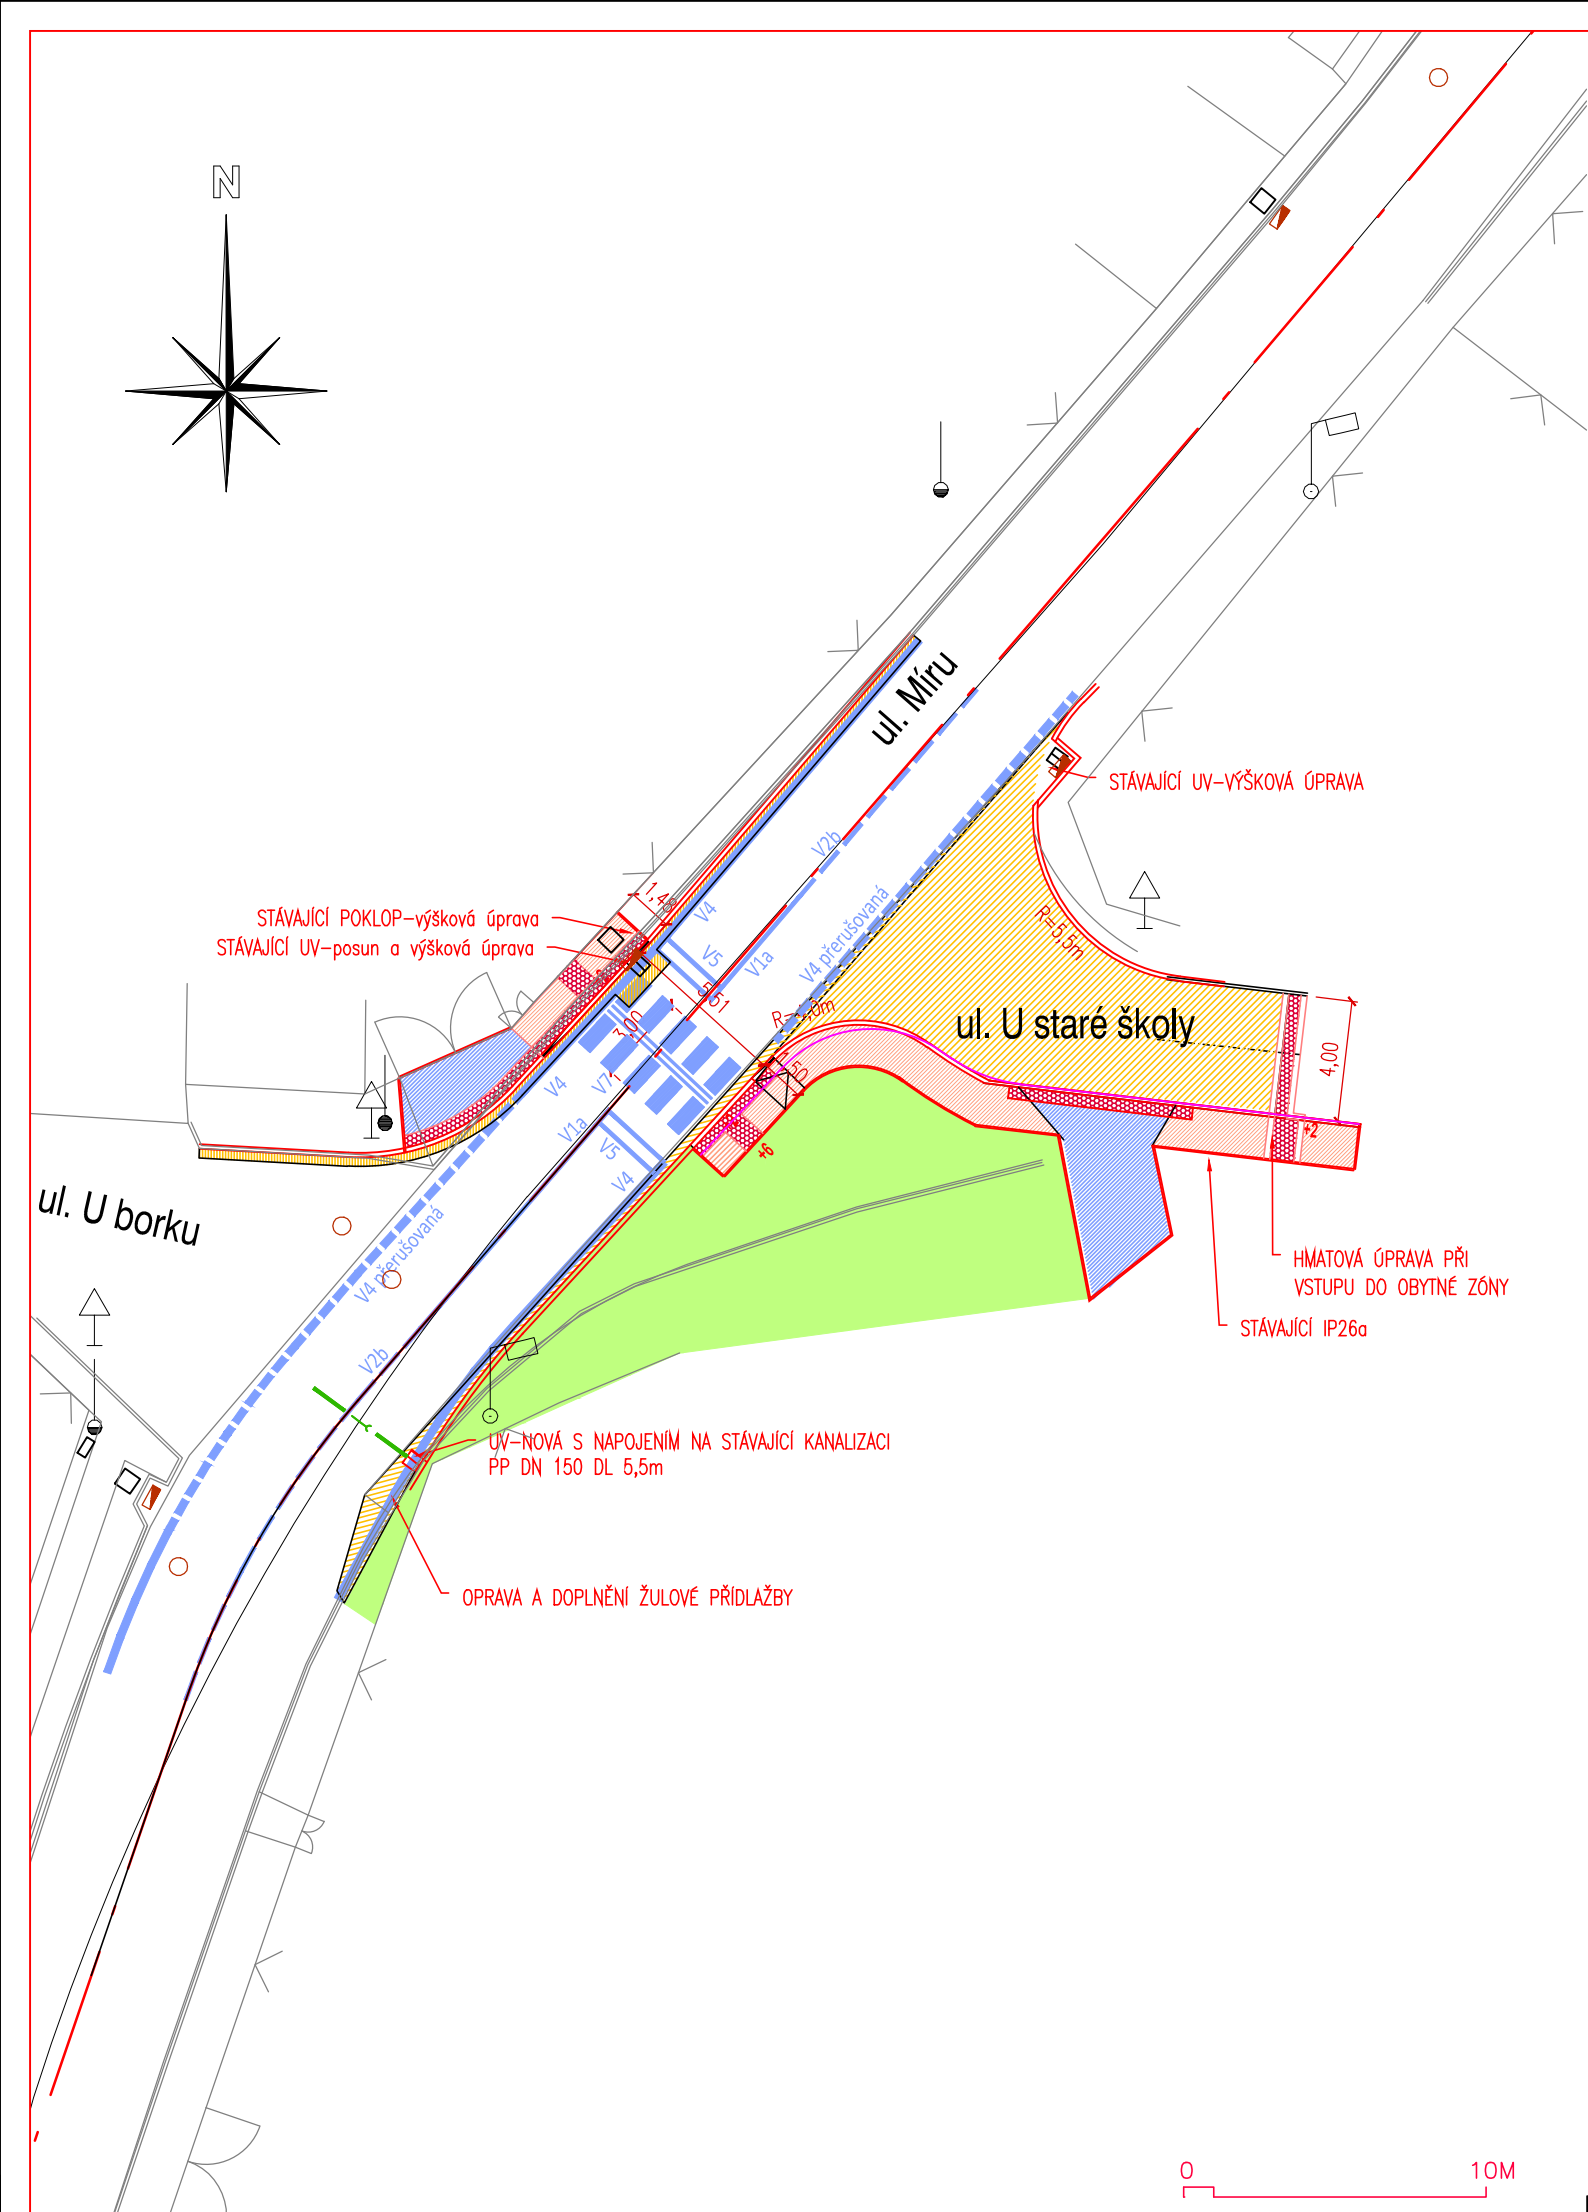 N
ul. Míru
STÁVAJÍCÍ UV-VÝŠKOVÁ ÚPRAVA
V2b
1,48
STÁVAJÍCÍ POKLOP-výšková úprava
STÁVAJÍCÍ UV-posun a výšková úprava
V4
V5
V1a
V4 přerušovaná
R=5,5m
5,51
3,00
ul. U staré školy
4,00
V4
V7
V1a
V5
V4
+6
+2
ul. U borku
V4 přerušovaná
HMATOVÁ ÚPRAVA PŘI
VSTUPU DO OBYTNÉ ZÓNY
STÁVAJÍCÍ IP26a
V2b
UV-NOVÁ S NAPOJENÍM NA STÁVAJÍCÍ KANALIZACI
PP DN 150 DL 5,5m
OPRAVA A DOPLNĚNÍ ŽULOVÉ PŘÍDLAŽBY
0 10M